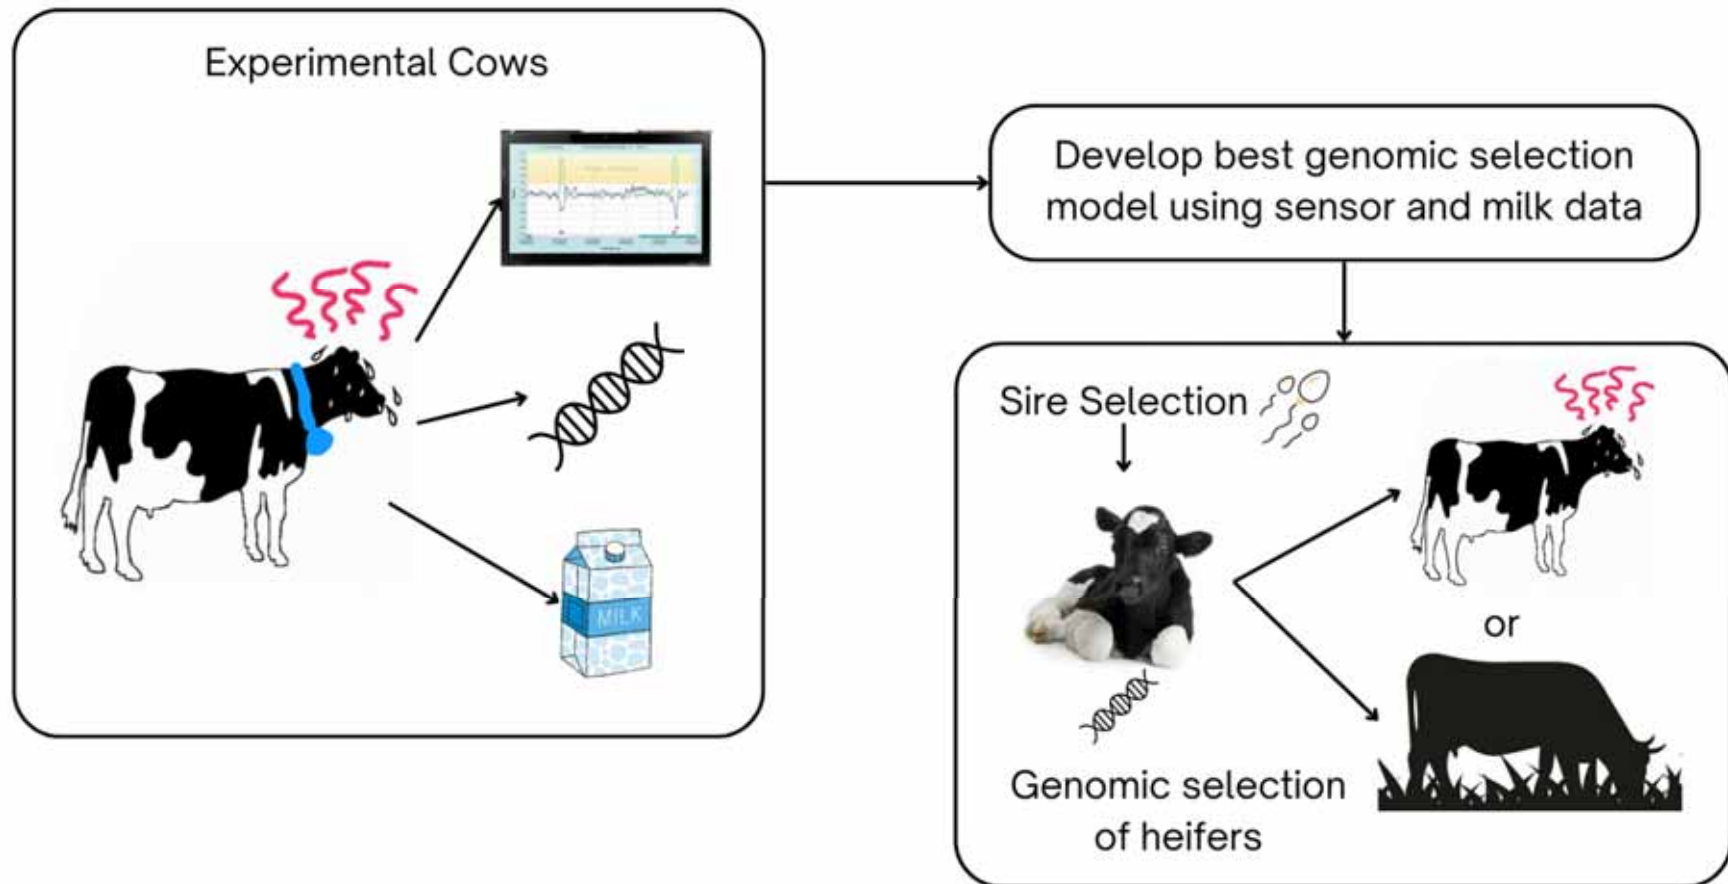 Experimental Cows
MILK
Develop best genomic selection
model using sensor and milk data
Sire Selection
or
Genomic selection
of heifers